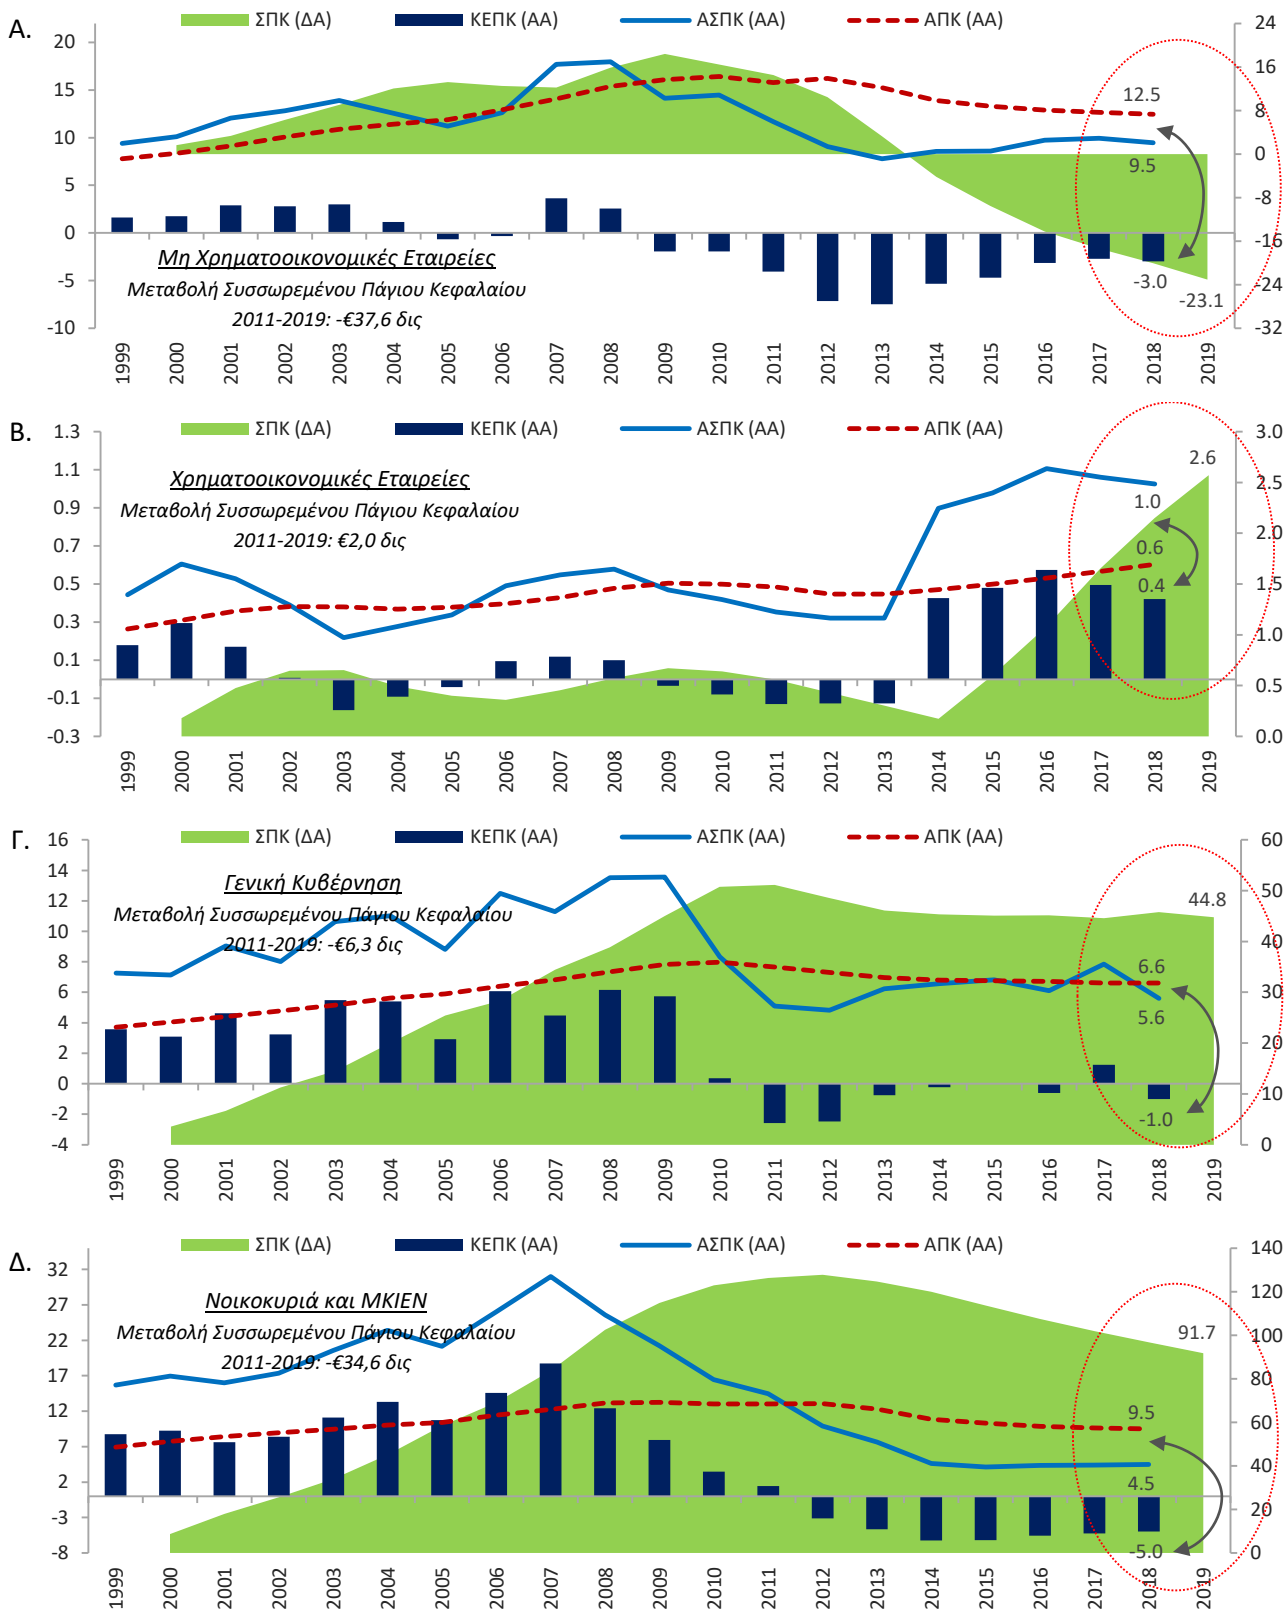 Α.
ΣΠΚ (ΔΑ) ΚΕΠΚ (ΑΑ) ΑΣΠΚ (ΑΑ) ΑΠΚ (ΑΑ)
20 15 10 5 0 -5 -10
24 16 8 0 -8 -16 -24 -32
12.5
9.5
-3.0
-23.1
Μη Χρηματοοικονομικές Εταιρείες
Μεταβολή Συσσωρεμένου Πάγιου Κεφαλαίου
2011-2019: -€37,6 δις
1999 2000 2001 2002 2003 2004 2005 2006 2007 2008 2009 2010 2011 2012 2013 2014 2015 2016 2017 2018 2019
Β.
ΣΠΚ (ΔΑ) ΚΕΠΚ (ΑΑ) ΑΣΠΚ (ΑΑ) ΑΠΚ (ΑΑ)
1.3 1.1 0.9 0.7 0.5 0.3 0.1 -0.1 -0.3
3.0 2.5 2.0 1.5 1.0 0.5 0.0
2.6
1.0
0.6
0.4
Χρηματοοικονομικές Εταιρείες
Μεταβολή Συσσωρεμένου Πάγιου Κεφαλαίου
2011-2019: €2,0 δις
1999 2000 2001 2002 2003 2004 2005 2006 2007 2008 2009 2010 2011 2012 2013 2014 2015 2016 2017 2018 2019
Γ.
ΣΠΚ (ΔΑ) ΚΕΠΚ (ΑΑ) ΑΣΠΚ (ΑΑ) ΑΠΚ (ΑΑ)
16 14 12 10 8 6 4 2 0 -2 -4
60 50 40 30 20 10 0
44.8
6.6
5.6
-1.0
Γενική Κυβέρνηση
Μεταβολή Συσσωρεμένου Πάγιου Κεφαλαίου
2011-2019: -€6,3 δις
1999 2000 2001 2002 2003 2004 2005 2006 2007 2008 2009 2010 2011 2012 2013 2014 2015 2016 2017 2018 2019
Δ.
ΣΠΚ (ΔΑ) ΚΕΠΚ (ΑΑ) ΑΣΠΚ (ΑΑ) ΑΠΚ (ΑΑ)
32 27 22 17 12 7 2 -3 -8
140 120 100 80 60 40 20 0
91.7
9.5
4.5
-5.0
Νοικοκυριά και ΜΚΙΕΝ
Μεταβολή Συσσωρεμένου Πάγιου Κεφαλαίου
2011-2019: -€34,6 δις
1999 2000 2001 2002 2003 2004 2005 2006 2007 2008 2009 2010 2011 2012 2013 2014 2015 2016 2017 2018 2019